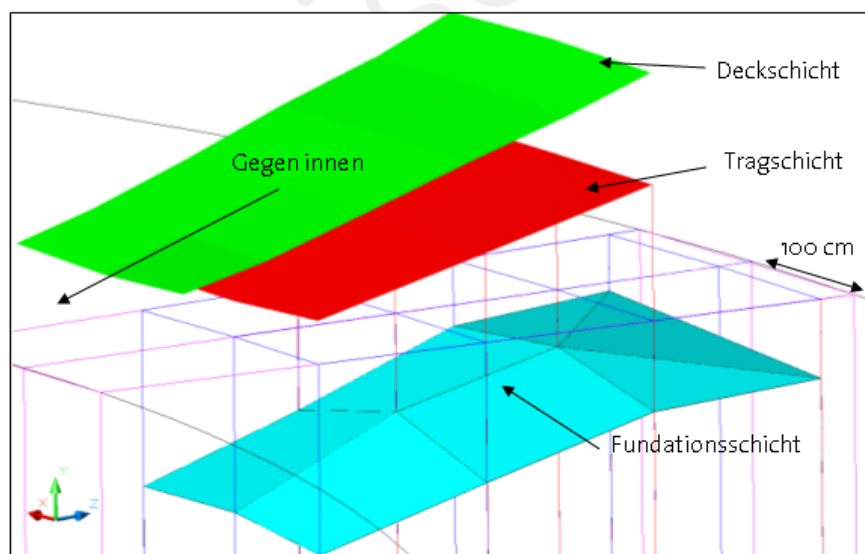 Deckschicht
Gegen innen
Tragschicht
100 cm
Fundationsschicht
Y
X
Z